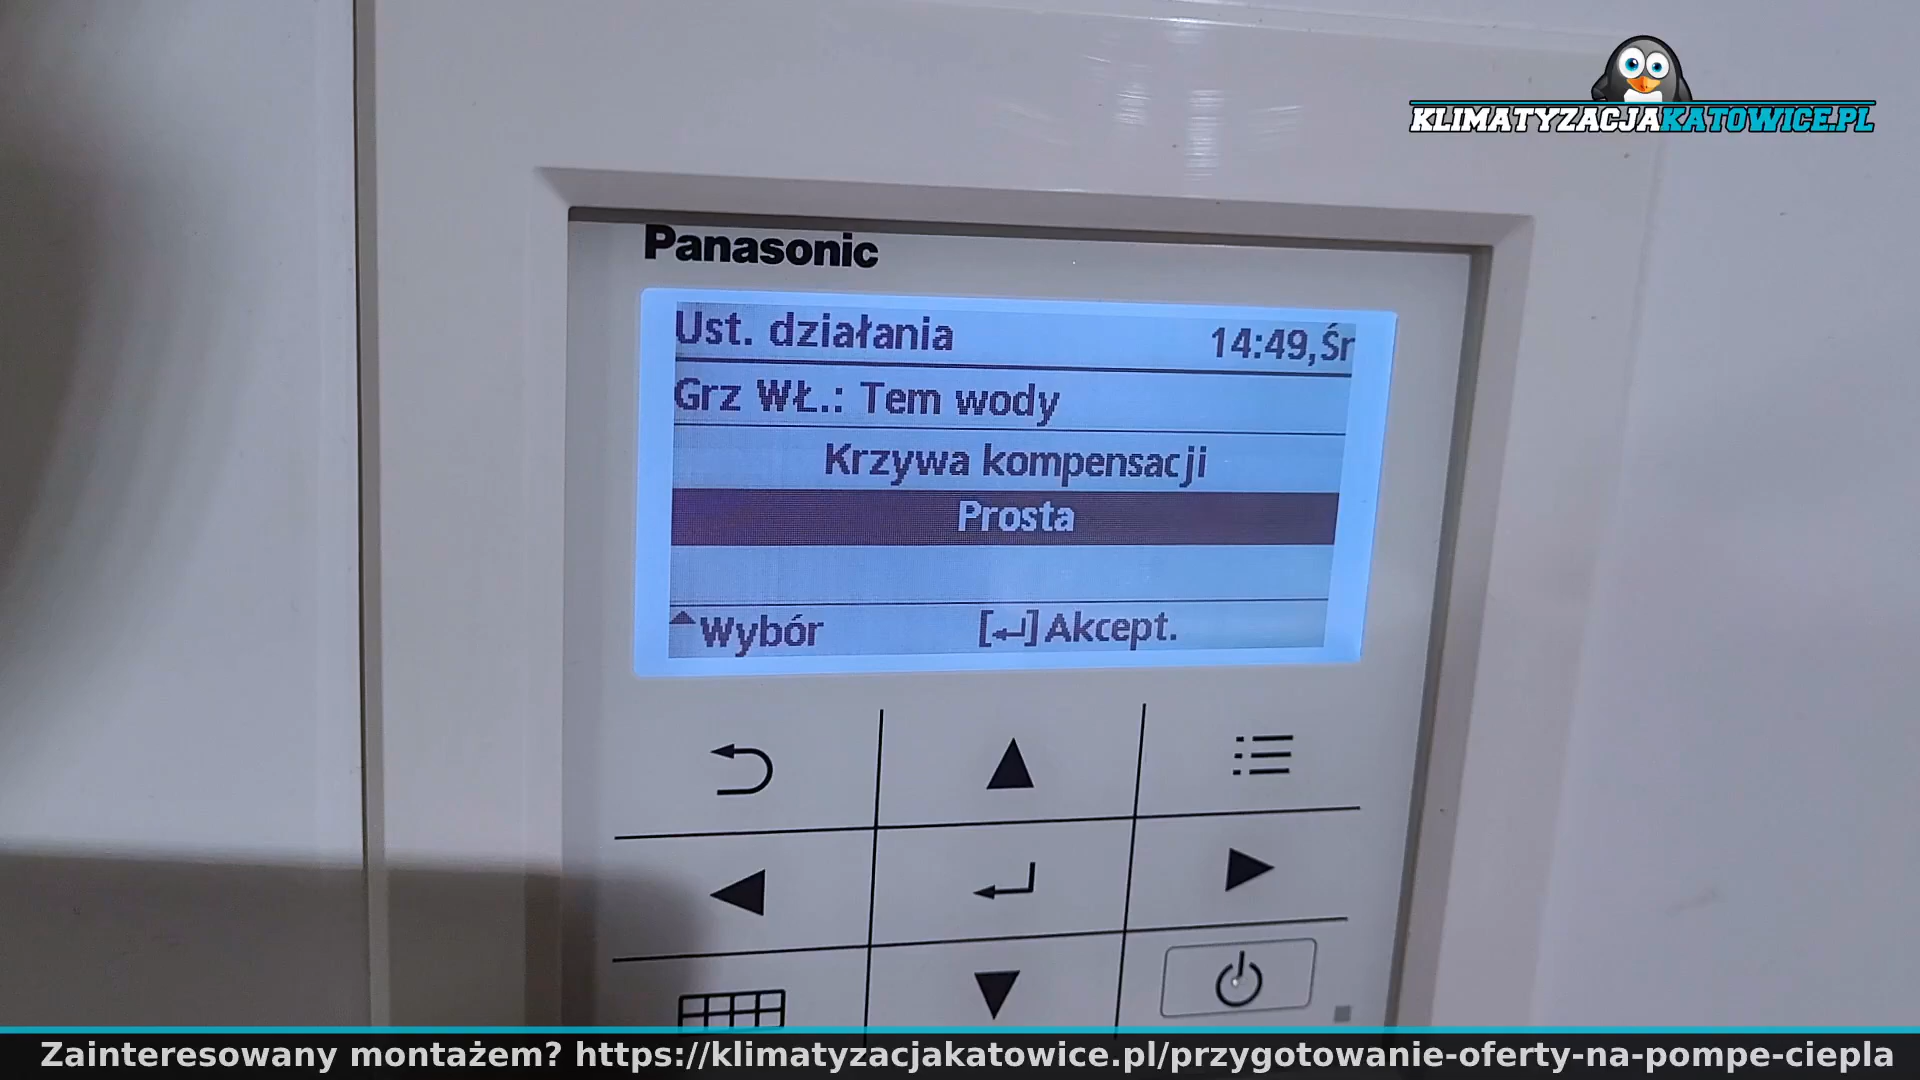 KLIMATYZACJAKATOWICE.PL
Panasonic
Ust. działania 14:49,Śr
Grz WŁ.: Tem wody
Krzywa kompensacji
Prosta
Wybór [↵]Akcept.
Zainteresowany montażem? https://klimatyzacjakatowice.pl/przygotowanie-oferty-na-pompe-ciepla